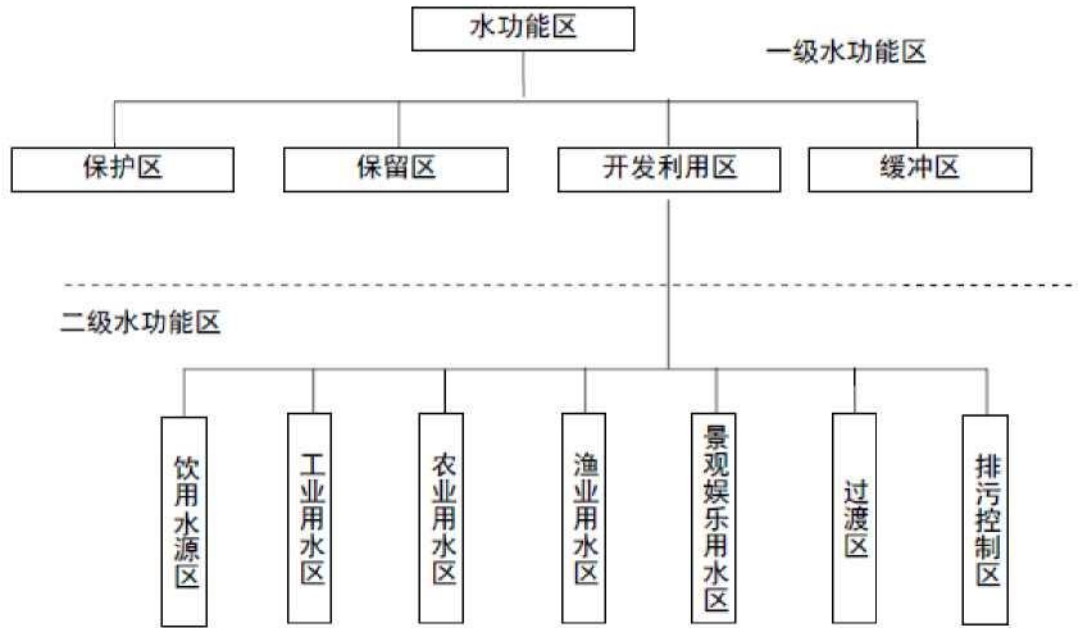 水功能区
一级水功能区
保护区
保留区
开发利用区
缓冲区
二级水功能区
饮用水源区
工业用水区
农业用水区
渔业用水区
景观娱乐用水区
过渡区
排污控制区